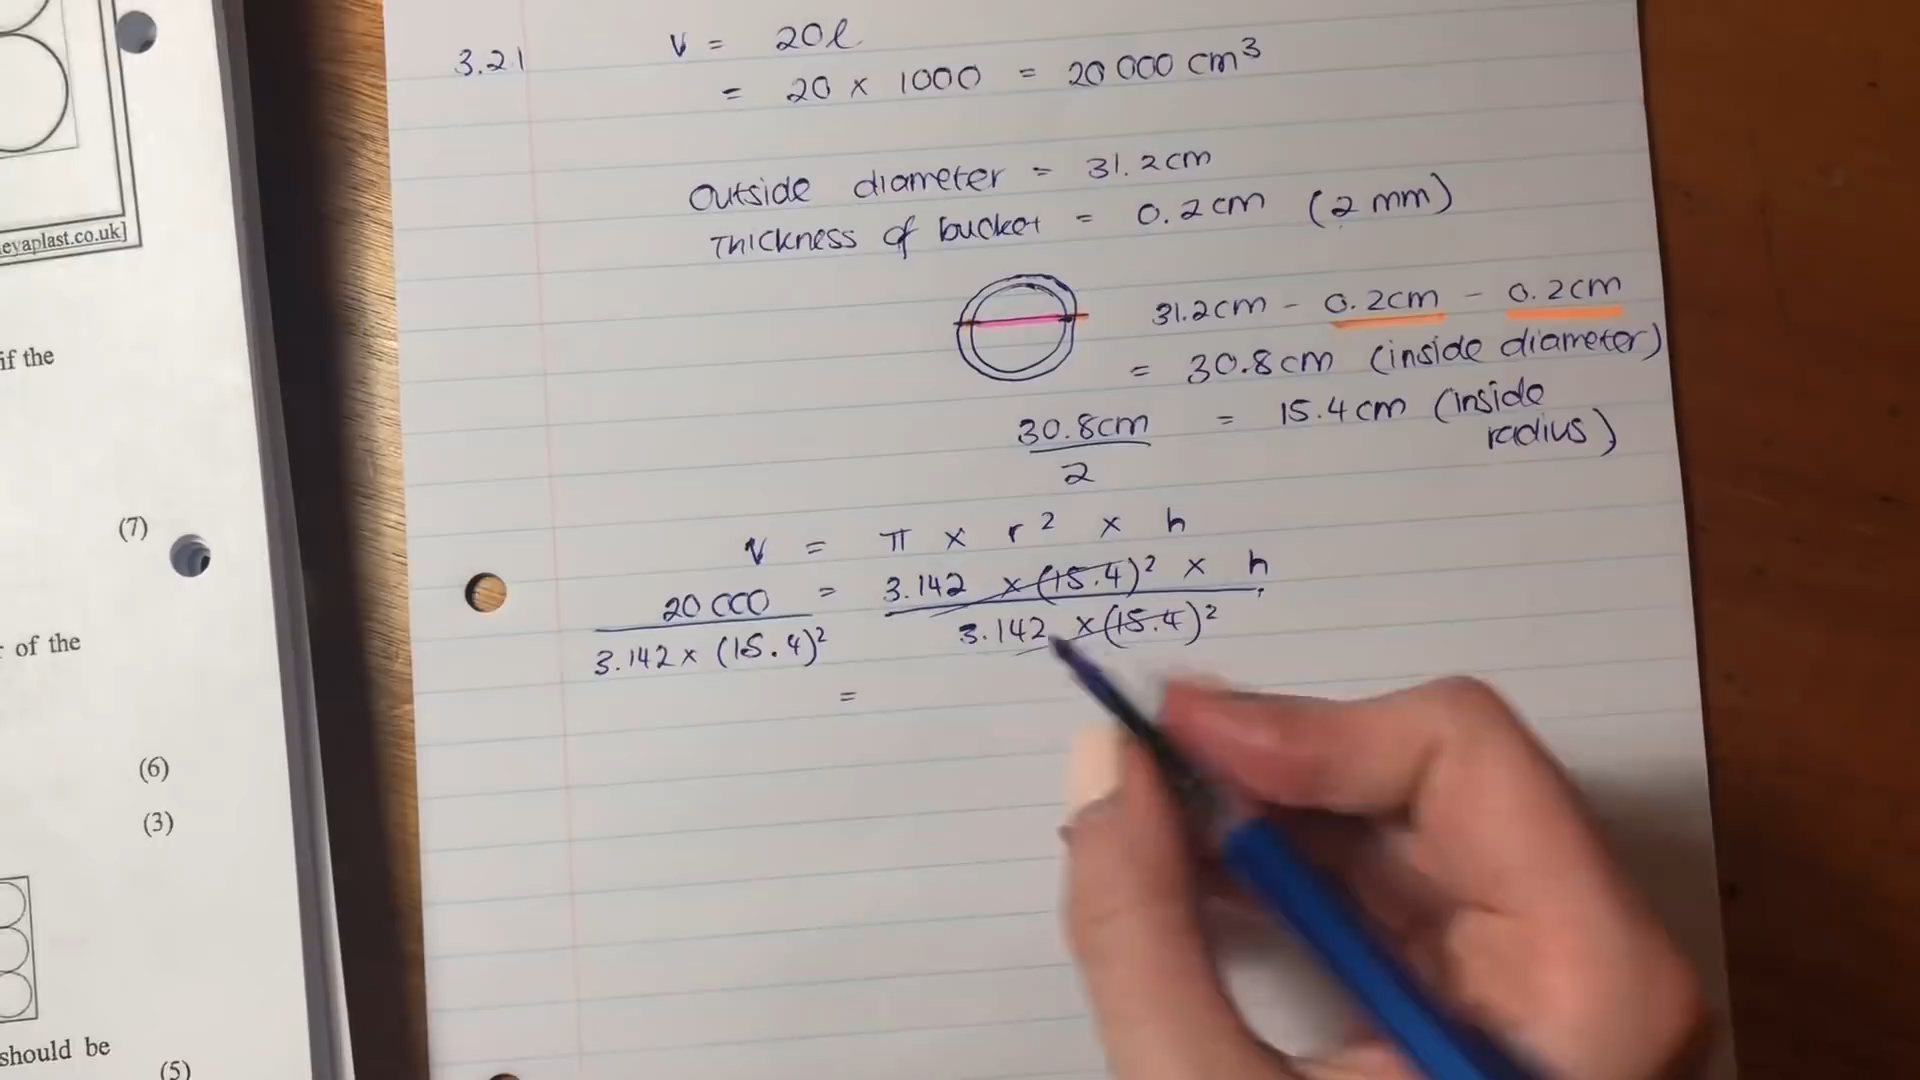 eyaplast.co.uk]
if the
(7)
of the
(6)
(3)
should be
(5)
3.2.1
V = 20l
= 20 x 1000 = 20 000 cm³
Outside diameter = 31.2cm
Thickness of bucket = 0.2cm (2 mm)
31.2cm - 0.2cm - 0.2cm
= 30.8cm (inside diameter)
30.8cm = 15.4cm (inside
radius)
2
V = π x r² x h
20 000 = 3.142 x (15.4)² x h
3.142 x (15.4)² 3.142 x (15.4)²
=